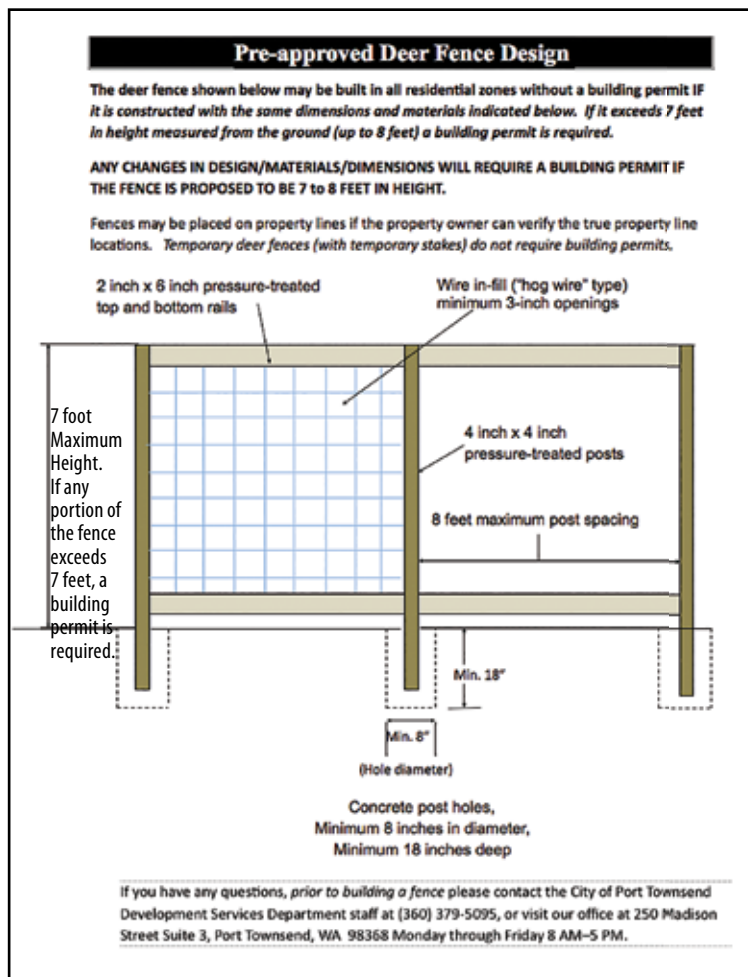 Pre-approved Deer Fence Design
The deer fence shown below may be built in all residential zones without a building permit IF
it is constructed with the same dimensions and materials indicated below. If it exceeds 7 feet
in height measured from the ground (up to 8 feet) a building permit is required.
ANY CHANGES IN DESIGN/MATERIALS/DIMENSIONS WILL REQUIRE A BUILDING PERMIT IF
THE FENCE IS PROPOSED TO BE 7 to 8 FEET IN HEIGHT.
Fences may be placed on property lines if the property owner can verify the true property line
locations. Temporary deer fences (with temporary stakes) do not require building permits.
2 inch x 6 inch pressure-treated
top and bottom rails
Wire in-fill ("hog wire" type)
minimum 3-inch openings
7 foot
Maximum
Height.
If any
portion of
the fence
exceeds
7 feet, a
building
permit is
required.
4 inch x 4 inch
pressure-treated posts
8 feet maximum post spacing
Min. 18"
Min. 8"
(Hole diameter)
Concrete post holes,
Minimum 8 inches in diameter,
Minimum 18 inches deep
If you have any questions, prior to building a fence please contact the City of Port Townsend
Development Services Department staff at (360) 379-5095, or visit our office at 250 Madison
Street Suite 3, Port Townsend, WA 98368 Monday through Friday 8 AM–5 PM.